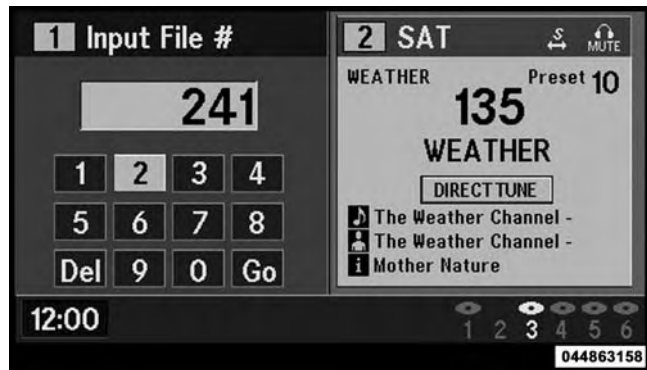 1 Input File #
241
1 2 3 4
5 6 7 8
Del 9 0 Go
2 SAT S MUTE
WEATHER Preset 10
135
WEATHER
DIRECT TUNE
The Weather Channel -
The Weather Channel -
i Mother Nature
12:00
1 2 3 4 5 6
044863158